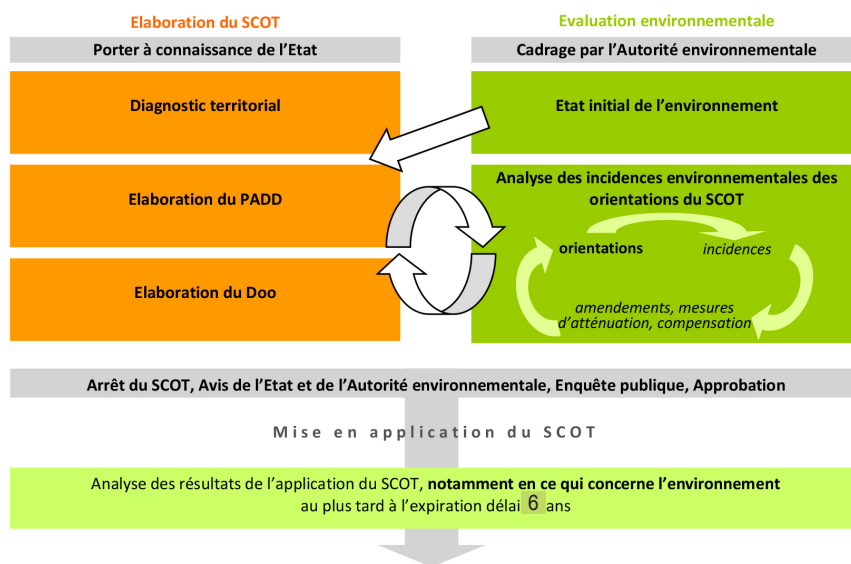 Elaboration du SCOT
Evaluation environnementale
Porter à connaissance de l’Etat
Cadrage par l’Autorité environnementale
Diagnostic territorial
Etat initial de l’environnement
Elaboration du PADD
Analyse des incidences environnementales des
orientations du SCOT
orientations
incidences
amendements, mesures
d’atténuation, compensation
Elaboration du Doo
Arrêt du SCOT, Avis de l’Etat et de l’Autorité environnementale, Enquête publique, Approbation
Mise en application du SCOT
Analyse des résultats de l’application du SCOT, notamment en ce qui concerne l’environnement
au plus tard à l’expiration délai 6 ans